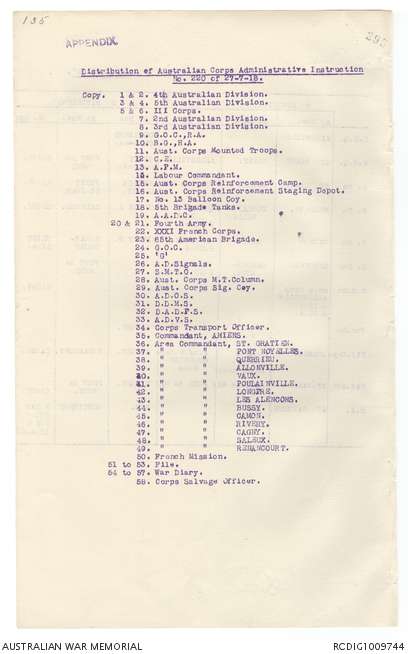 135
APPENDIX.
295
Distribution of Australian Corps Administrative Instruction
No. 220 of 27-7-18.
Copy. 1 & 2. 4th Australian Division.
3 & 4. 5th Australian Division.
5 & 6. III Corps.
7. 2nd Australian Division.
8. 3rd Australian Division.
9. G.O.C.,R.A.
10. B.G.,H.A.
11. Aust. Corps Mounted Troops.
12. C.E.
13. A.P.M.
14. Labour Commandant.
15. Aust. Corps Reinforcement Camp.
16. Aust. Corps Reinforcement Staging Depot.
17. No. 13 Balloon Coy.
18. 5th Brigade Tanks.
19. A.A.D.C.
20 & 21. Fourth Army.
22. XXXI French Corps.
23. 65th American Brigade.
24. G.O.C.
25. 'G'
26. A.D.Signals.
27. S.M.T.O.
28. Aust. Corps M.T.Column.
29. Aust. Corps Sig. Coy.
30. A.D.O.S.
31. D.D.M.S.
32. D.A.D.P.S.
33. A.D.V.S.
34. Corps Transport Officer.
35. Commandant, AMIENS.
36. Area Commandant, ST. GRATIEN.
37. " " PONT NOYELLES.
38. " " QUERRIEU.
39. " " ALLONVILLE.
40. " " VAUX.
41. " " POULAINVILLE.
42. " " LONGPRE.
43. " " LES ALENCONS.
44. " " BUSSY.
45. " " CAMON.
46. " " RIVERY.
47. " " CAGNY.
48. " " SALEUX.
49. " " RENANCOURT.
50. French Mission.
51 to 53. File.
54 to 57. War Diary.
58. Corps Salvage Officer.
AUSTRALIAN WAR MEMORIAL
RCDIG1009744